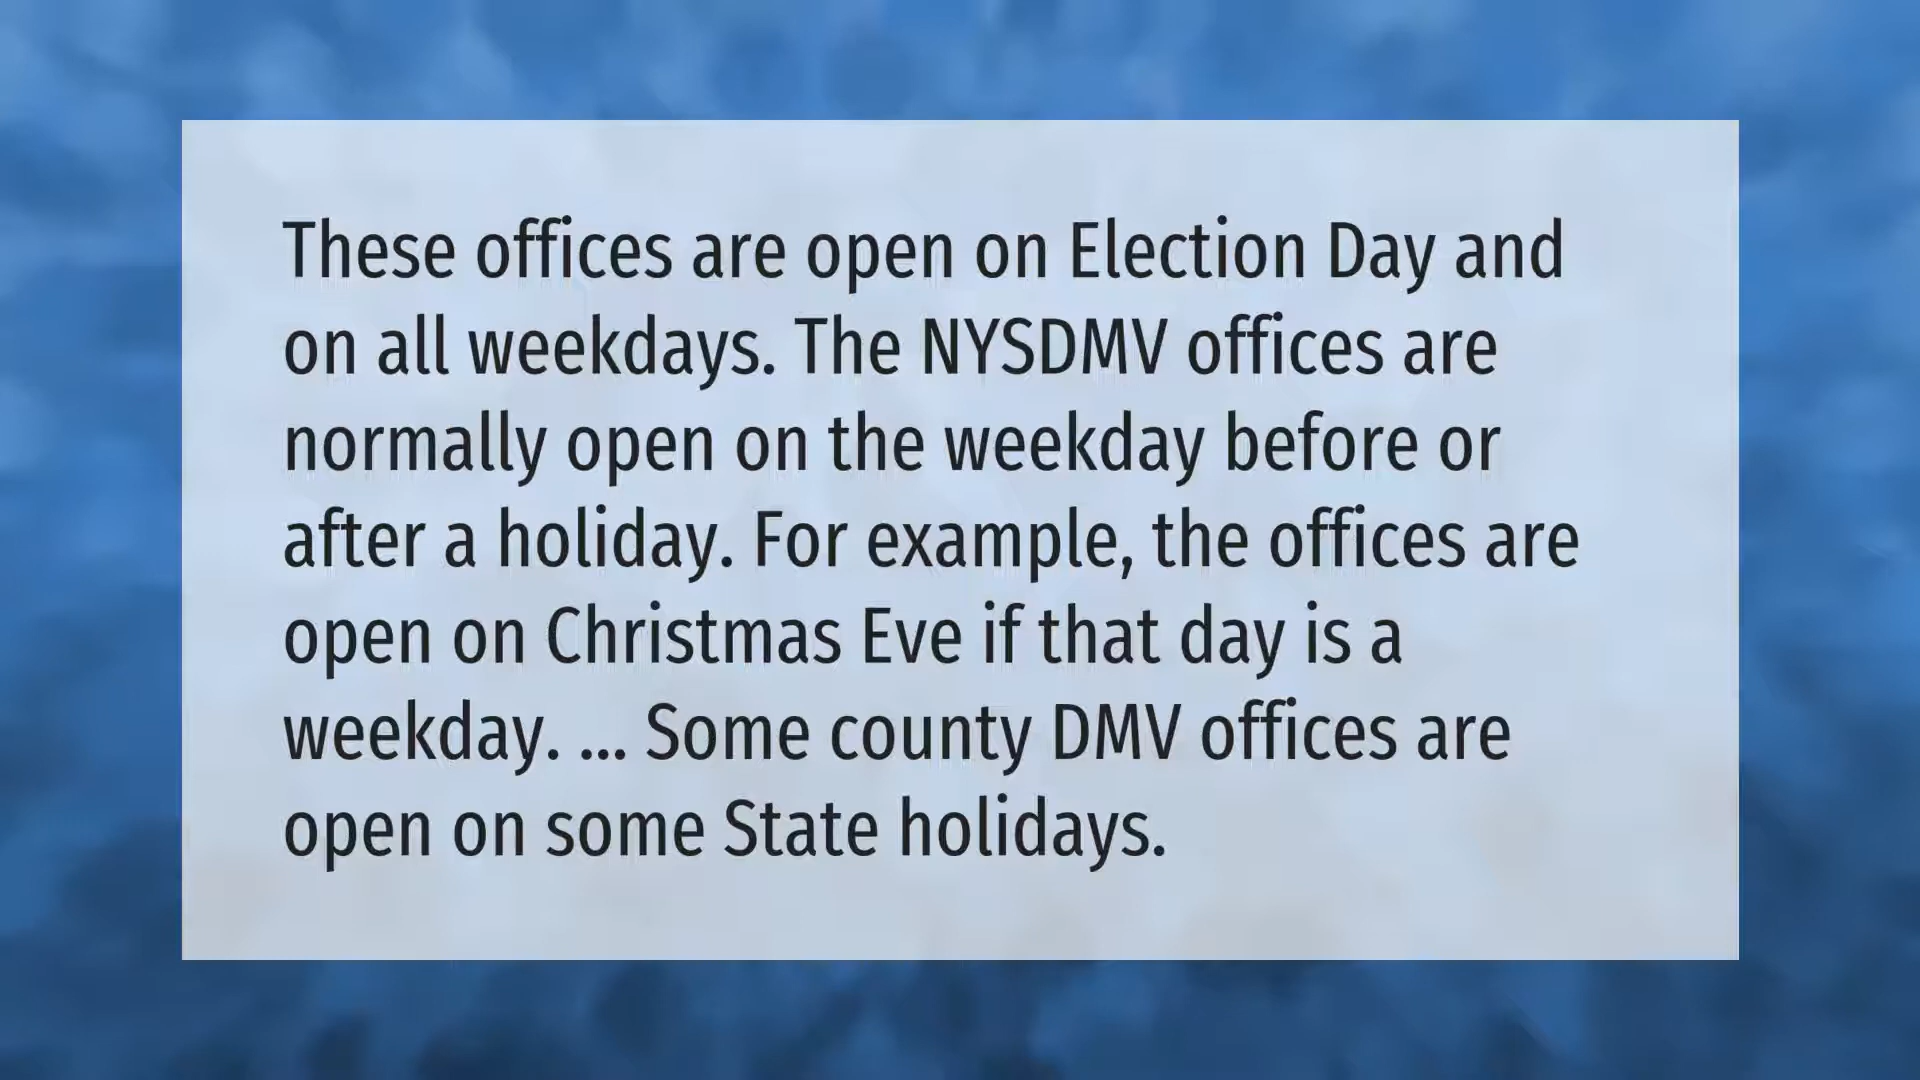 These offices are open on Election Day and
on all weekdays. The NYSDMV offices are
normally open on the weekday before or
after a holiday. For example, the offices are
open on Christmas Eve if that day is a
weekday. ... Some county DMV offices are
open on some State holidays.